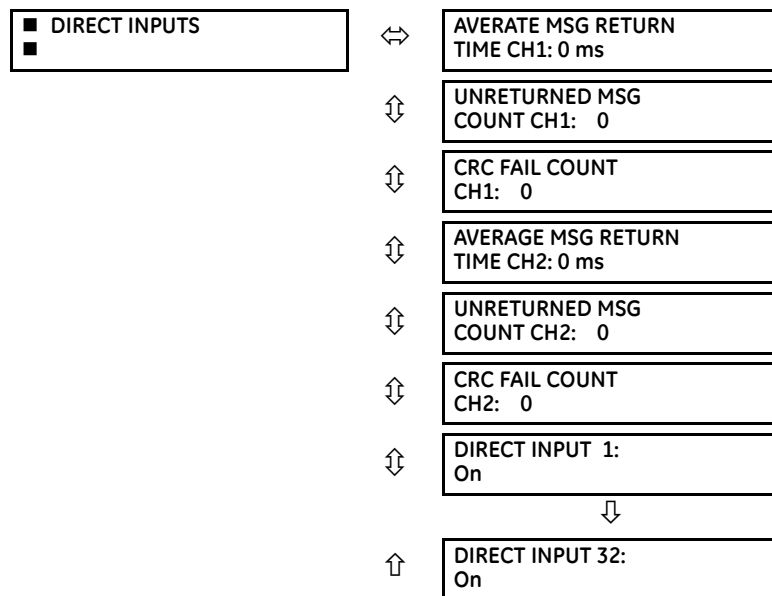 ■ DIRECT INPUTS
■
AVERATE MSG RETURN
TIME CH1: 0 ms
UNRETURNED MSG
COUNT CH1: 0
CRC FAIL COUNT
CH1: 0
AVERAGE MSG RETURN
TIME CH2: 0 ms
UNRETURNED MSG
COUNT CH2: 0
CRC FAIL COUNT
CH2: 0
DIRECT INPUT 1:
On
DIRECT INPUT 32:
On